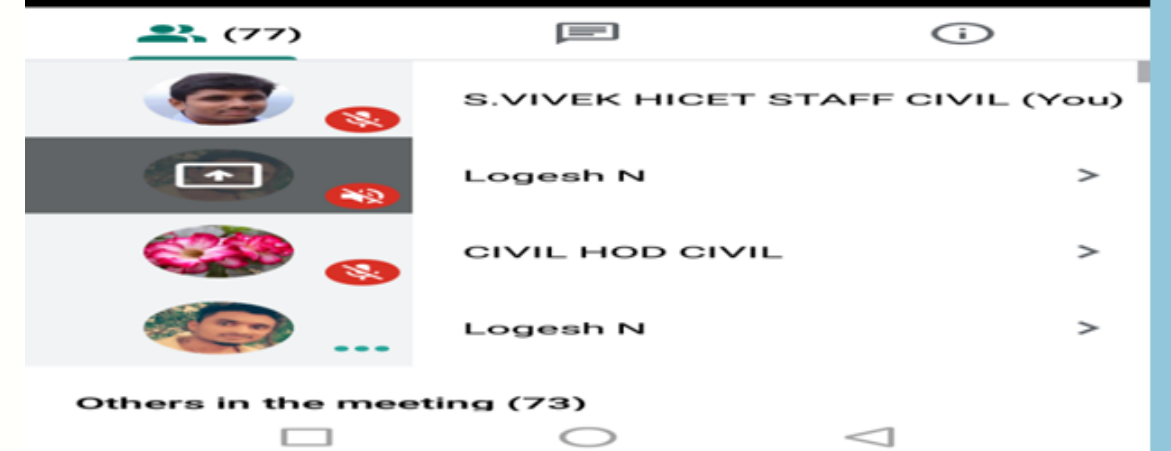 (77)
S.VIVEK HICET STAFF CIVIL (You)
Logesh N
CIVIL HOD CIVIL
Logesh N
Others in the meeting (73)